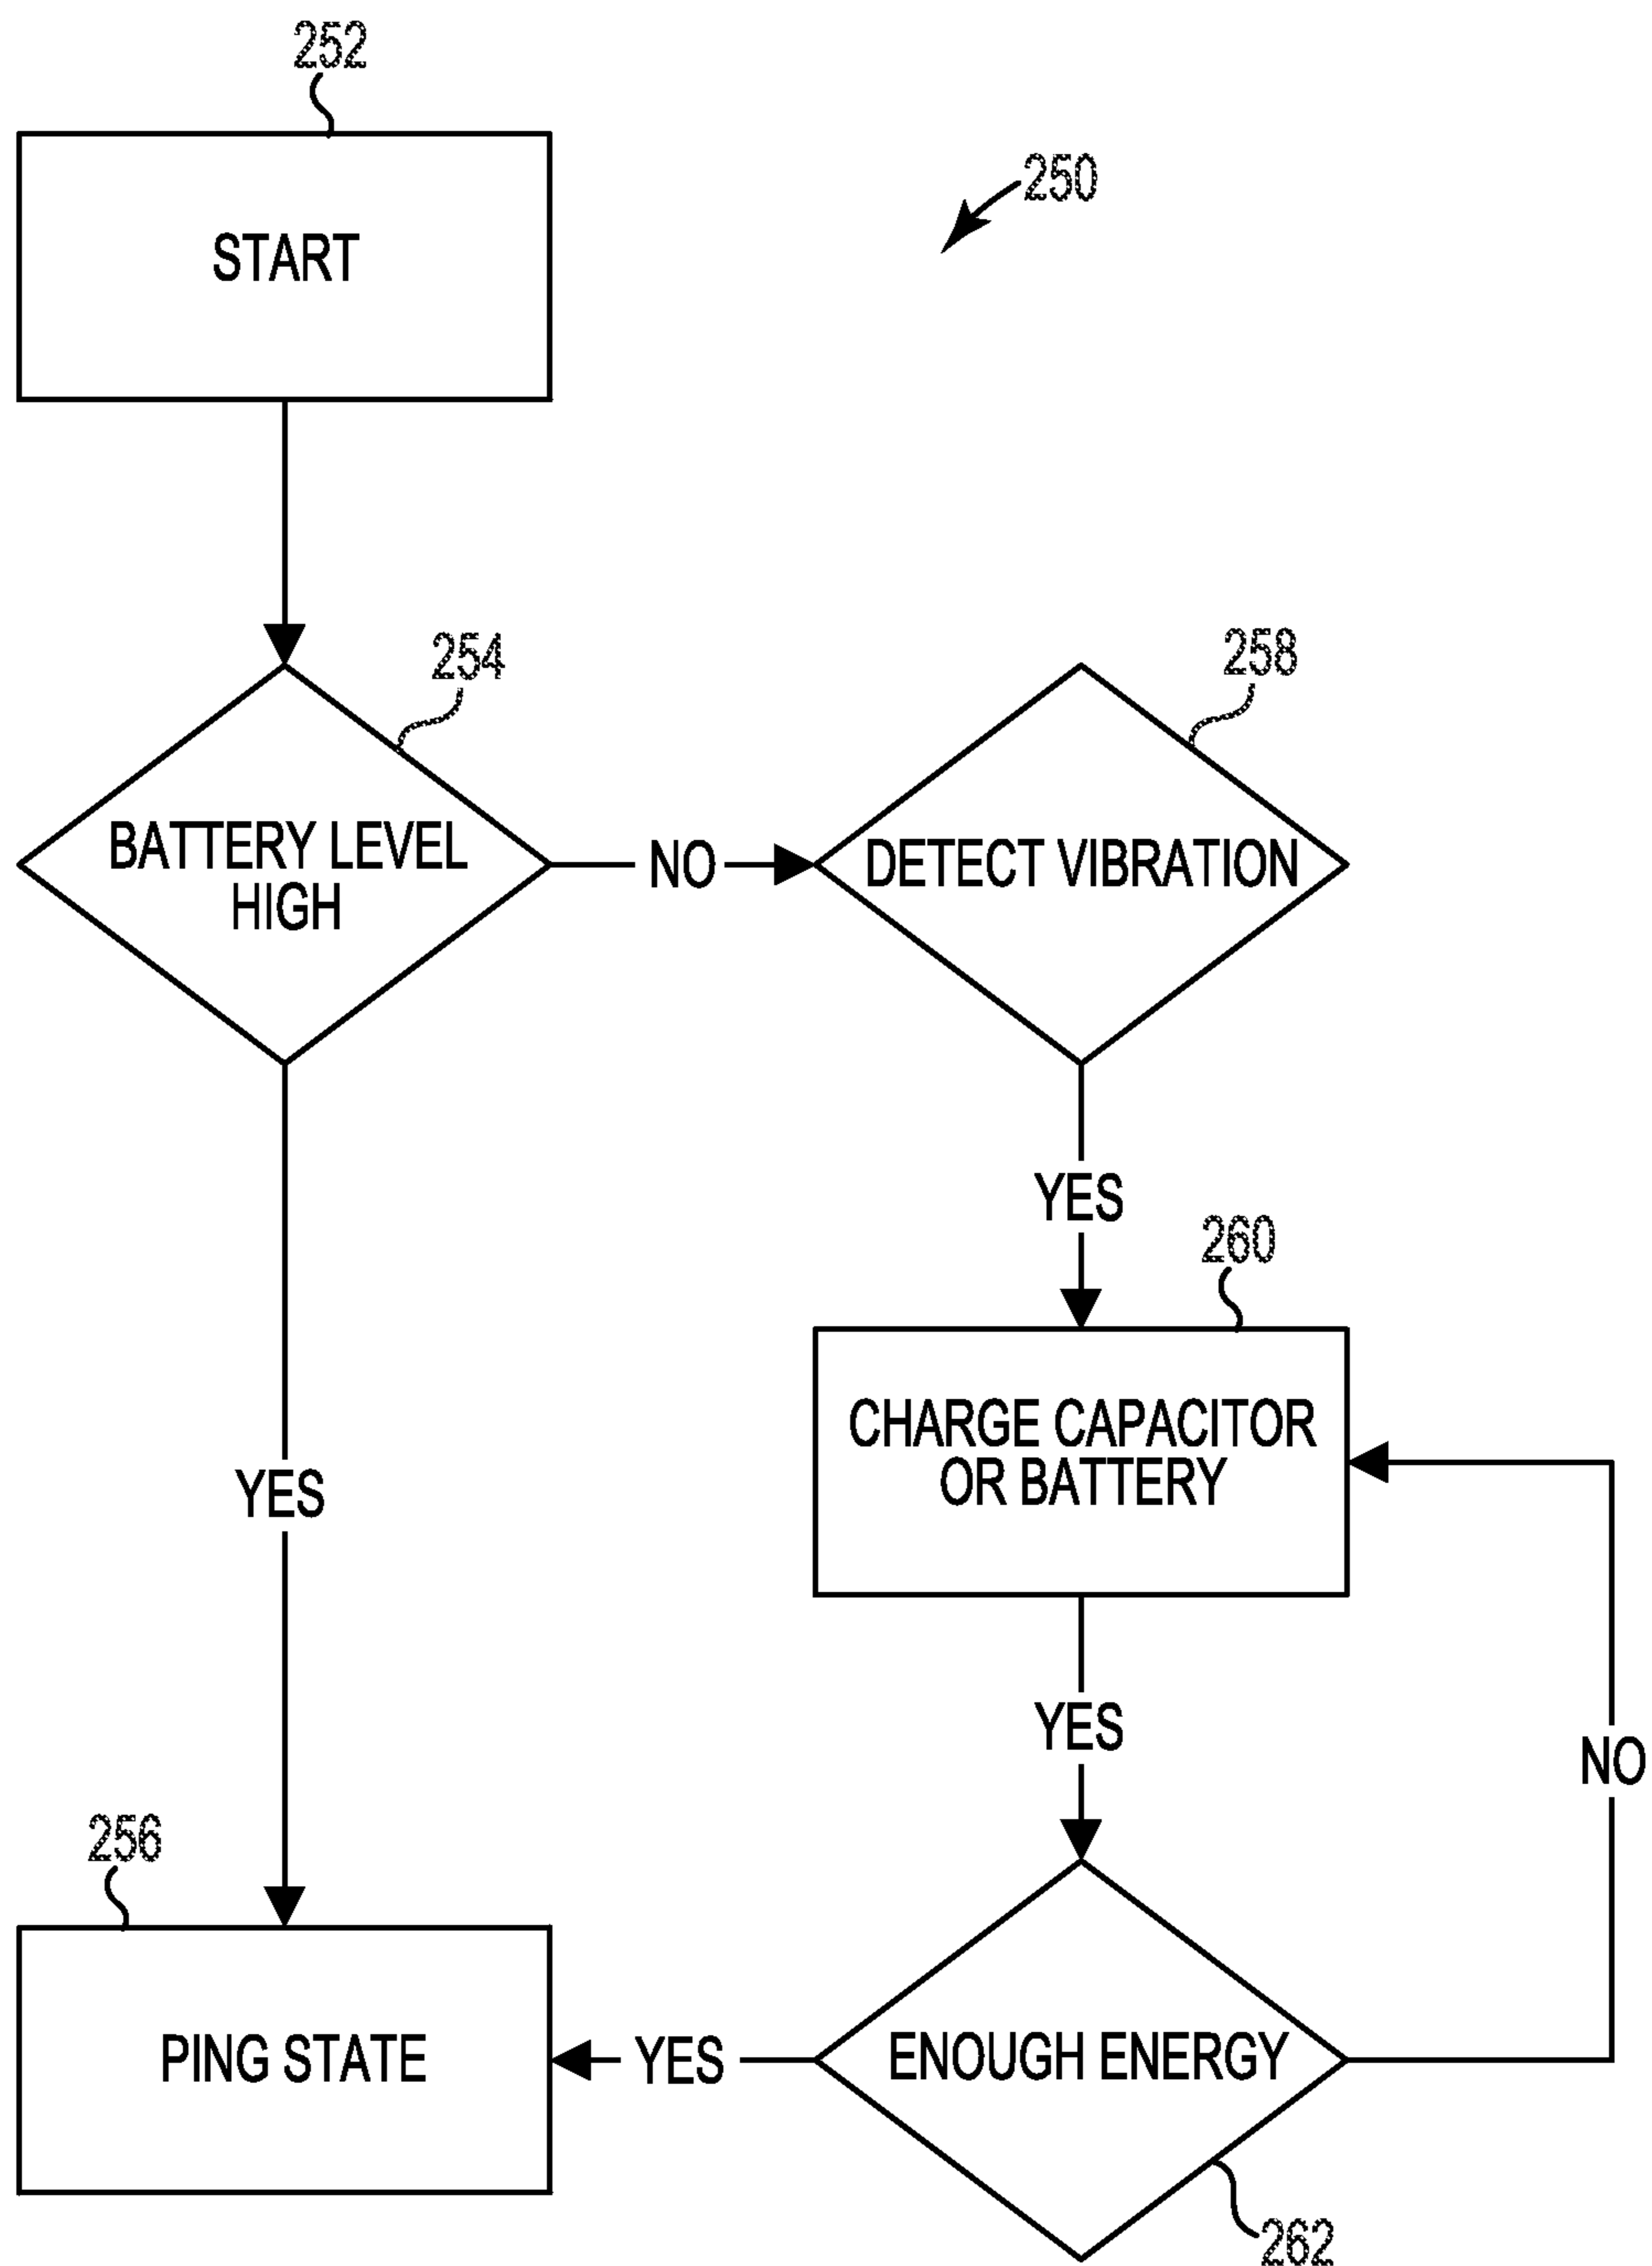 252
START
250
254
BATTERY LEVEL
HIGH
NO
258
DETECT VIBRATION
YES
260
CHARGE CAPACITOR
OR BATTERY
YES
YES
NO
256
PING STATE
YES
ENOUGH ENERGY
262